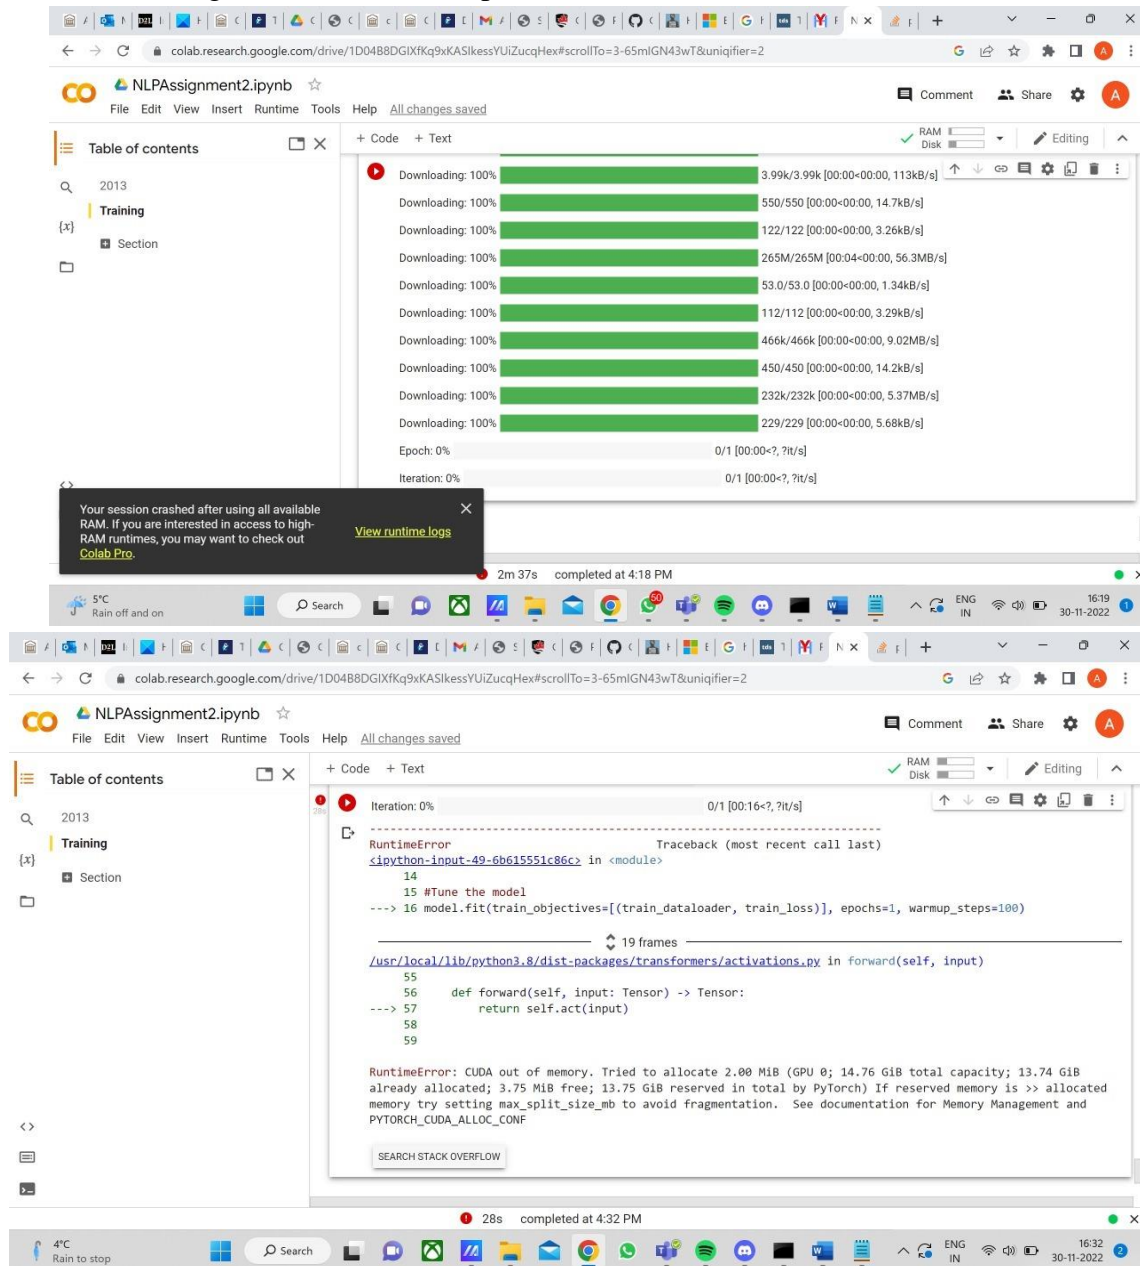 colab.research.google.com/drive/1D04B8DGIXfKq9xKASIkessYUiZucqHex#scrollTo=3-65mIGN43wT&uniqifier=2
NLPAssignment2.ipynb
File Edit View Insert Runtime Tools Help All changes saved
Comment Share A
Table of contents
+ Code + Text
RAM
Disk
Editing
2013
Training
Section
Downloading: 100% 3.99k/3.99k [00:00<00:00, 113kB/s]
Downloading: 100% 550/550 [00:00<00:00, 14.7kB/s]
Downloading: 100% 122/122 [00:00<00:00, 3.26kB/s]
Downloading: 100% 265M/265M [00:04<00:00, 56.3MB/s]
Downloading: 100% 53.0/53.0 [00:00<00:00, 1.34kB/s]
Downloading: 100% 112/112 [00:00<00:00, 3.29kB/s]
Downloading: 100% 466k/466k [00:00<00:00, 9.02MB/s]
Downloading: 100% 450/450 [00:00<00:00, 14.2kB/s]
Downloading: 100% 232k/232k [00:00<00:00, 5.37MB/s]
Downloading: 100% 229/229 [00:00<00:00, 5.68kB/s]
Epoch: 0% 0/1 [00:00<?, ?it/s]
Iteration: 0% 0/1 [00:00<?, ?it/s]
Your session crashed after using all available
RAM. If you are interested in access to high-
RAM runtimes, you may want to check out
Colab Pro.
View runtime logs
2m 37s completed at 4:18 PM
5°C
Rain off and on
Search
50
ENG
IN
16:19
30-11-2022
1
colab.research.google.com/drive/1D04B8DGIXfKq9xKASIkessYUiZucqHex#scrollTo=3-65mIGN43wT&uniqifier=2
NLPAssignment2.ipynb
File Edit View Insert Runtime Tools Help All changes saved
Comment Share A
Table of contents
+ Code + Text
RAM
Disk
Editing
2013
Training
Section
28s
Iteration: 0% 0/1 [00:16<?, ?it/s]
---------------------------------------------------------------------------
RuntimeError Traceback (most recent call last)
<ipython-input-49-6b615551c86c> in <module>
14
15 #Tune the model
---> 16 model.fit(train_objectives=[(train_dataloader, train_loss)], epochs=1, warmup_steps=100)
19 frames
/usr/local/lib/python3.8/dist-packages/transformers/activations.py in forward(self, input)
55
56 def forward(self, input: Tensor) -> Tensor:
---> 57 return self.act(input)
58
59
RuntimeError: CUDA out of memory. Tried to allocate 2.00 MiB (GPU 0; 14.76 GiB total capacity; 13.74 GiB
already allocated; 3.75 MiB free; 13.75 GiB reserved in total by PyTorch) If reserved memory is >> allocated
memory try setting max_split_size_mb to avoid fragmentation. See documentation for Memory Management and
PYTORCH_CUDA_ALLOC_CONF
SEARCH STACK OVERFLOW
28s completed at 4:32 PM
4°C
Rain to stop
Search
ENG
IN
16:32
30-11-2022
2